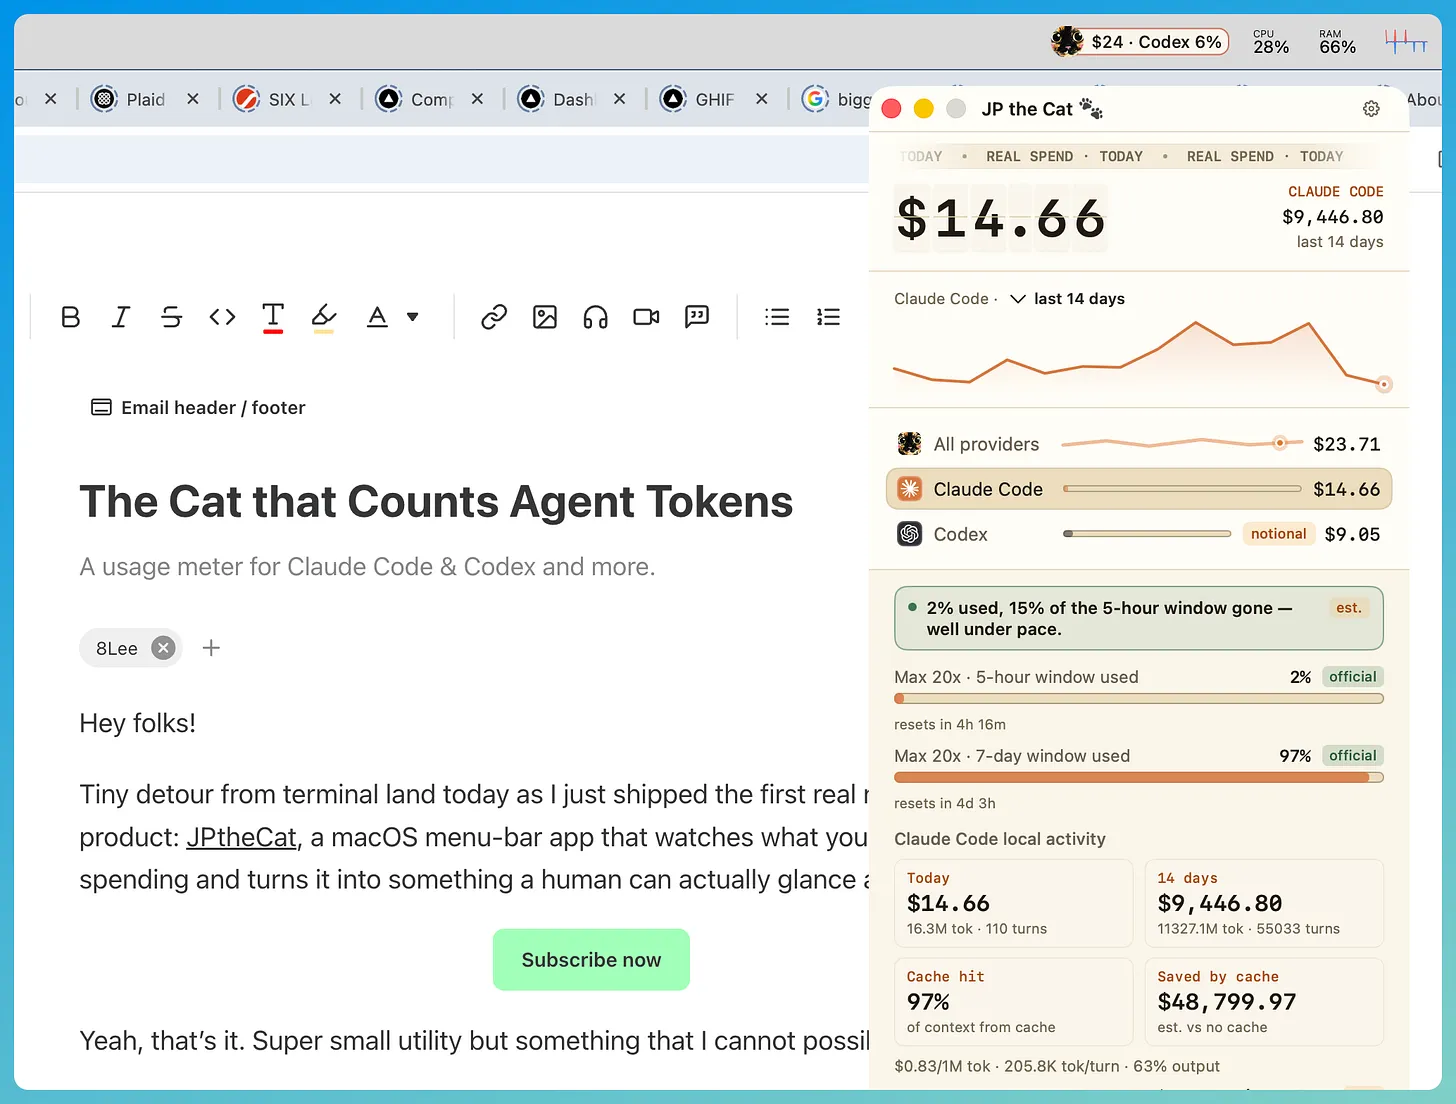 $24 · Codex 6%
CPU
28%
RAM
66%
Plaid
SIX L
Comp
Dash
GHIF
bigg
Abou
JP the Cat
TODAY • REAL SPEND · TODAY • REAL SPEND · TODAY
$14.66
CLAUDE CODE
$9,446.80
last 14 days
Claude Code · last 14 days
All providers $23.71
Claude Code $14.66
Codex notional $9.05
2% used, 15% of the 5-hour window gone —
well under pace.
est.
Max 20x · 5-hour window used 2% official
resets in 4h 16m
Max 20x · 7-day window used 97% official
resets in 4d 3h
Claude Code local activity
Today
$14.66
16.3M tok · 110 turns
14 days
$9,446.80
11327.1M tok · 55033 turns
Cache hit
97%
of context from cache
Saved by cache
$48,799.97
est. vs no cache
$0.83/1M tok · 205.8K tok/turn · 63% output
Email header / footer
The Cat that Counts Agent Tokens
A usage meter for Claude Code & Codex and more.
8Lee
Hey folks!
Tiny detour from terminal land today as I just shipped the first real
product: JPtheCat, a macOS menu-bar app that watches what you
spending and turns it into something a human can actually glance
Subscribe now
Yeah, that's it. Super small utility but something that I cannot possil